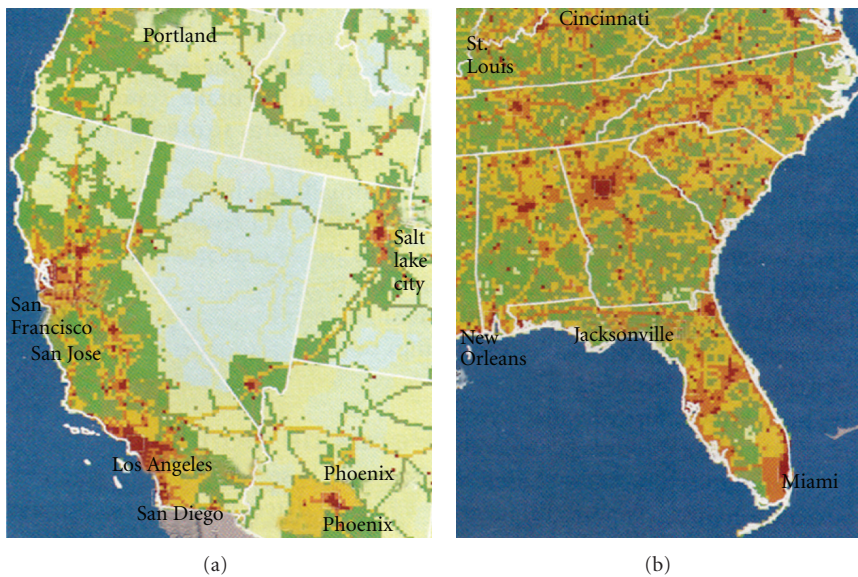 Portland
Salt
lake
city
San
Francisco
San Jose
Los Angeles
Phoenix
San Diego
Phoenix
(a)
Cincinnati
St.
Louis
New
Orleans
Jacksonville
Miami
(b)